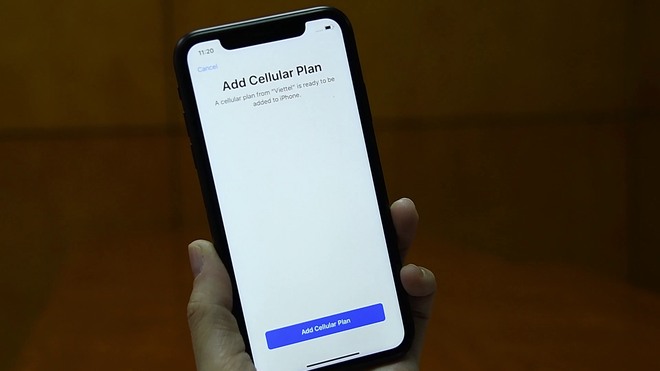 11:20
Cancel
Add Cellular Plan
A cellular plan from "Viettel" is ready to be
added to iPhone.
Add Cellular Plan